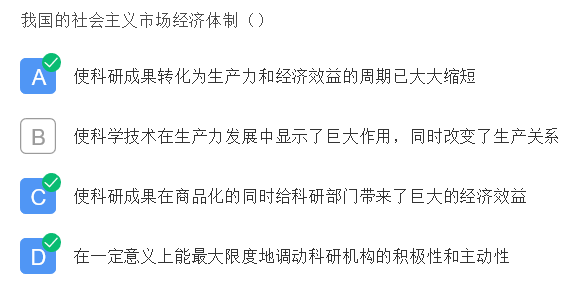 我国的社会主义市场经济体制（）
A 使科研成果转化为生产力和经济效益的周期已大大缩短
B 使科学技术在生产力发展中显示了巨大作用，同时改变了生产关系
C 使科研成果在商品化的同时给科研部门带来了巨大的经济效益
D 在一定意义上能最大限度地调动科研机构的积极性和主动性